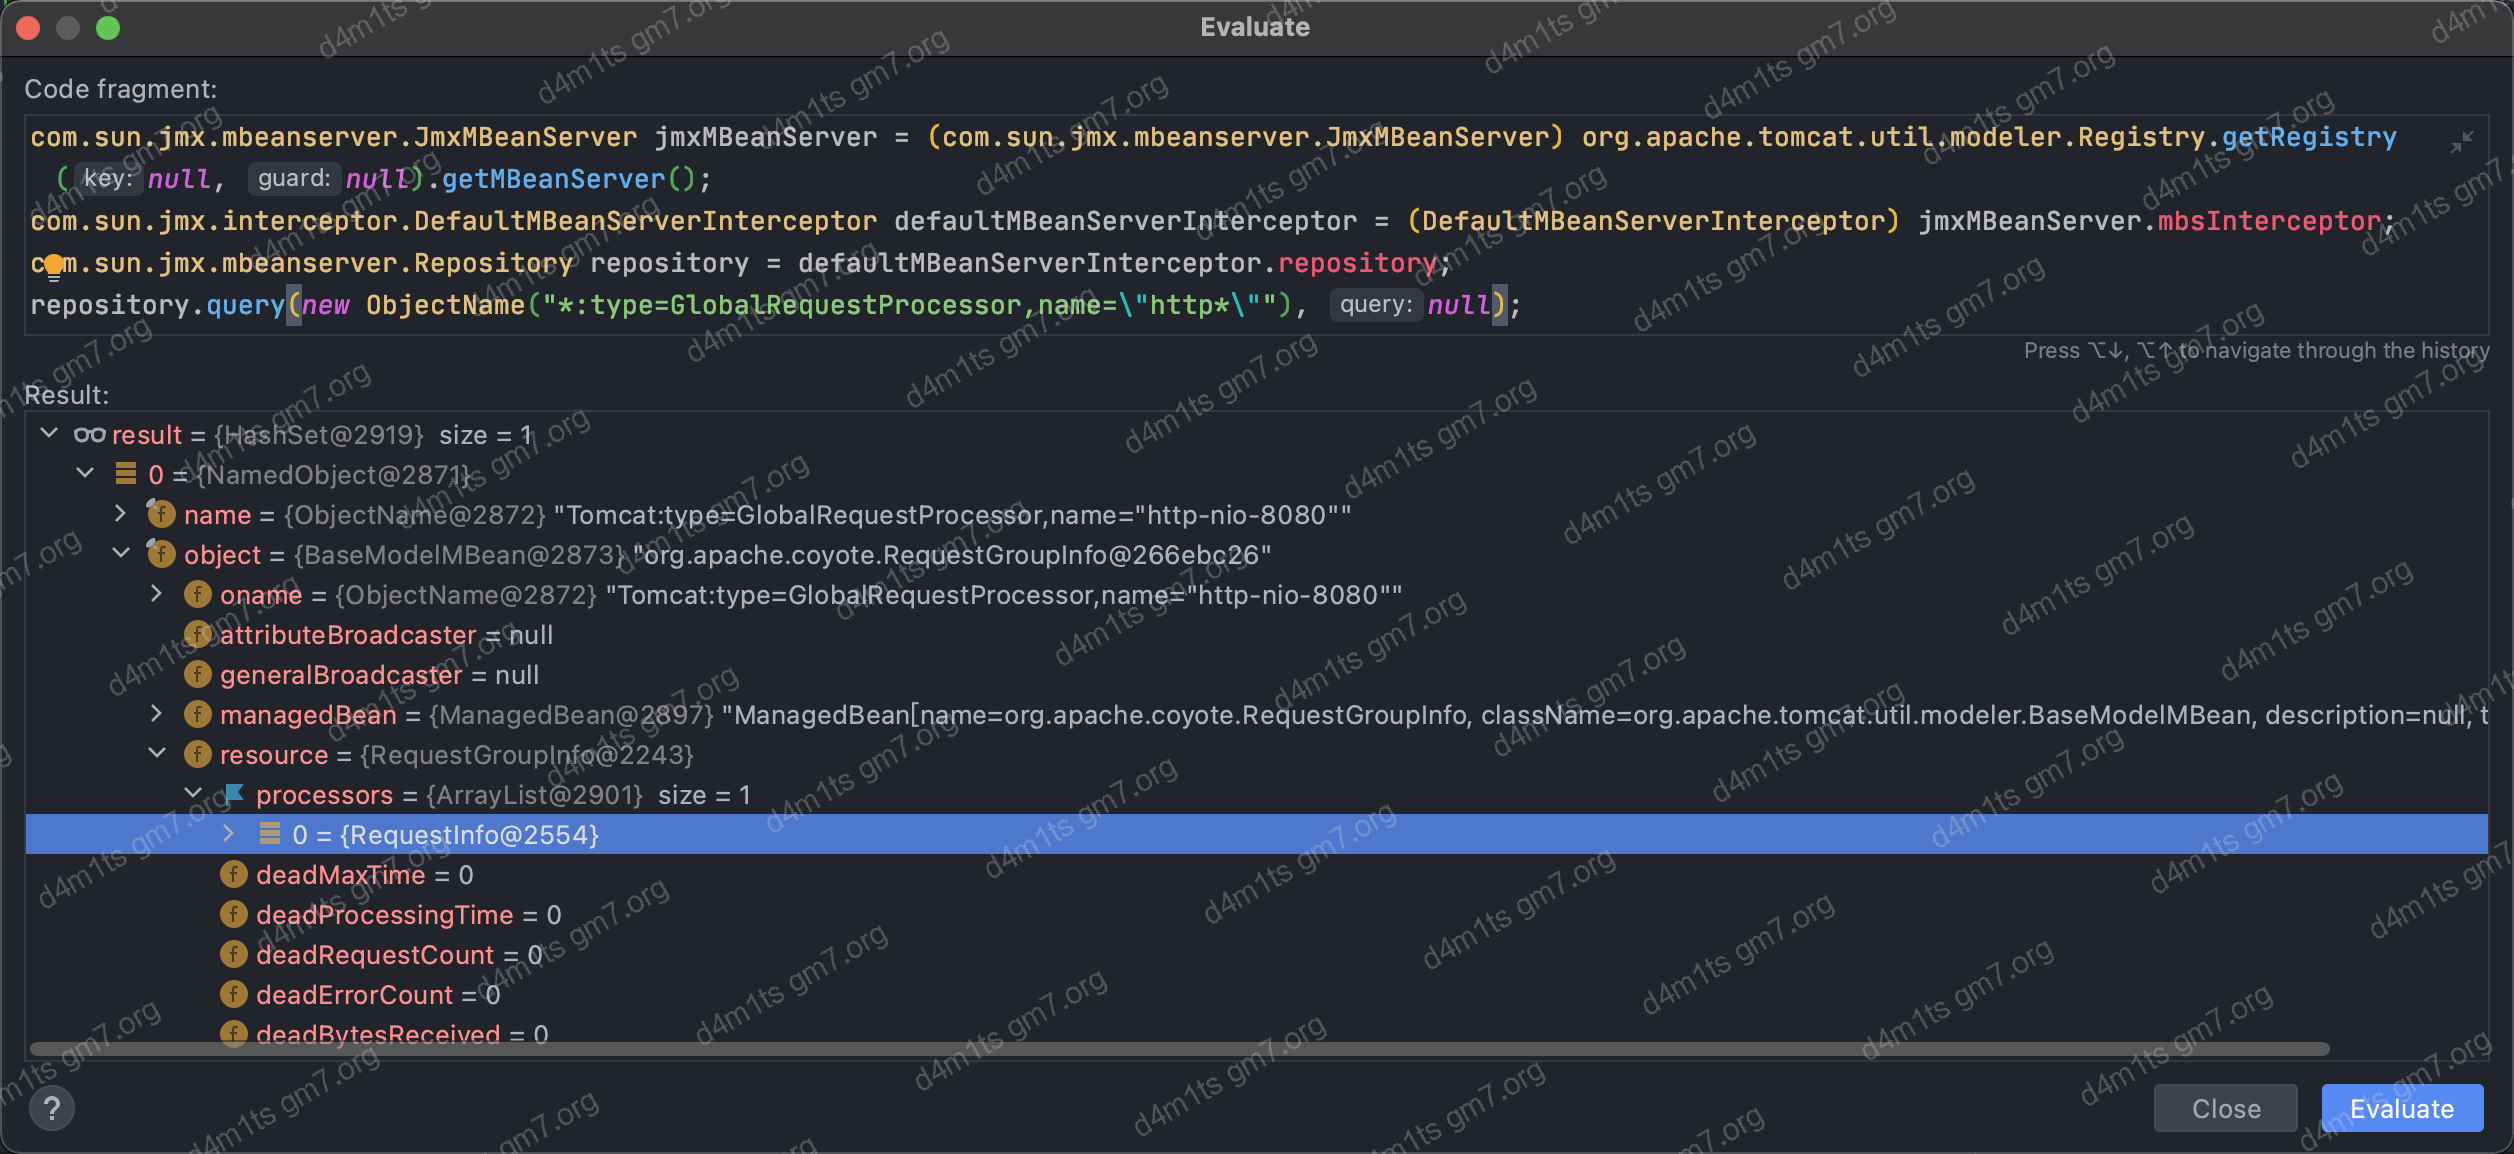 Evaluate
Code fragment:
com.sun.jmx.mbeanserver.JmxMBeanServer jmxMBeanServer = (com.sun.jmx.mbeanserver.JmxMBeanServer) org.apache.tomcat.util.modeler.Registry.getRegistry
( key: null, guard: null).getMBeanServer();
com.sun.jmx.interceptor.DefaultMBeanServerInterceptor defaultMBeanServerInterceptor = (DefaultMBeanServerInterceptor) jmxMBeanServer.mbsInterceptor;
com.sun.jmx.mbeanserver.Repository repository = defaultMBeanServerInterceptor.repository;
repository.query(new ObjectName("*:type=GlobalRequestProcessor,name=\"http*\""), query: null);
Press ⌥↓, ⌥↑ to navigate through the history
Result:
result = {HashSet@2919} size = 1
0 = {NamedObject@2871}
name = {ObjectName@2872} "Tomcat:type=GlobalRequestProcessor,name="http-nio-8080""
object = {BaseModelMBean@2873} "org.apache.coyote.RequestGroupInfo@266ebc26"
oname = {ObjectName@2872} "Tomcat:type=GlobalRequestProcessor,name="http-nio-8080""
attributeBroadcaster = null
generalBroadcaster = null
managedBean = {ManagedBean@2897} "ManagedBean[name=org.apache.coyote.RequestGroupInfo, className=org.apache.tomcat.util.modeler.BaseModelMBean, description=null, t
resource = {RequestGroupInfo@2243}
processors = {ArrayList@2901} size = 1
0 = {RequestInfo@2554}
deadMaxTime = 0
deadProcessingTime = 0
deadRequestCount = 0
deadErrorCount = 0
deadBytesReceived = 0
?
Close
Evaluate
d4m1ts gm7.org